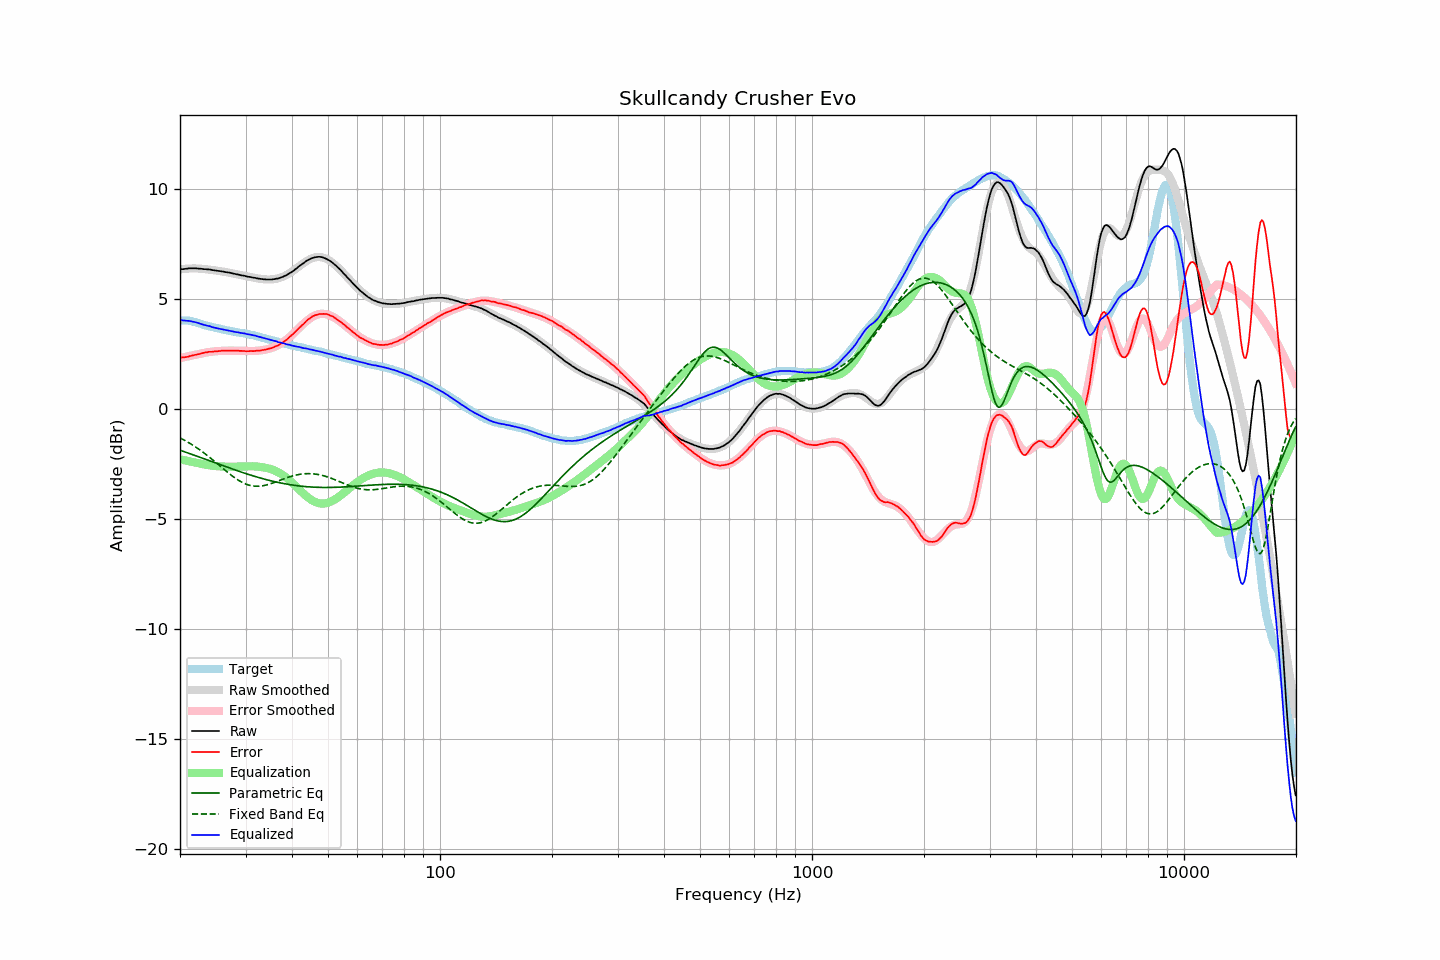 Skullcandy Crusher Evo
Amplitude (dBr)
10
5
0
−5
−10
−15
−20
Target
Raw Smoothed
Error Smoothed
Raw
Error
Equalization
Parametric Eq
Fixed Band Eq
Equalized
100
1000
10000
Frequency (Hz)